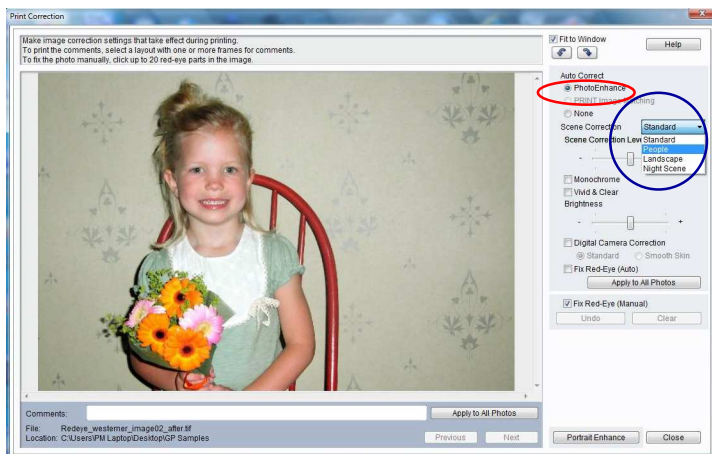 Print Correction
Make image correction settings that take effect during printing.
To print the comments, select a layout with one or more frames for comments.
To fix the photo manually, click up to 20 red-eye parts in the image.
Fit to Window
Help
Auto Correct
PhotoEnhance
PRINT Image Matching
None
Scene Correction
Standard
Scene Correction Leve
Standard
People
Landscape
Night Scene
-
Monochrome
Vivid & Clear
Brightness
- +
Digital Camera Correction
Standard Smooth Skin
Fix Red-Eye (Auto)
Apply to All Photos
Fix Red-Eye (Manual)
Undo Clear
Comments:
Apply to All Photos
File: Redeye_westerner_image02_after.tif
Location: C:\Users\PM Laptop\Desktop\GP Samples
Previous Next
Portrait Enhance Close